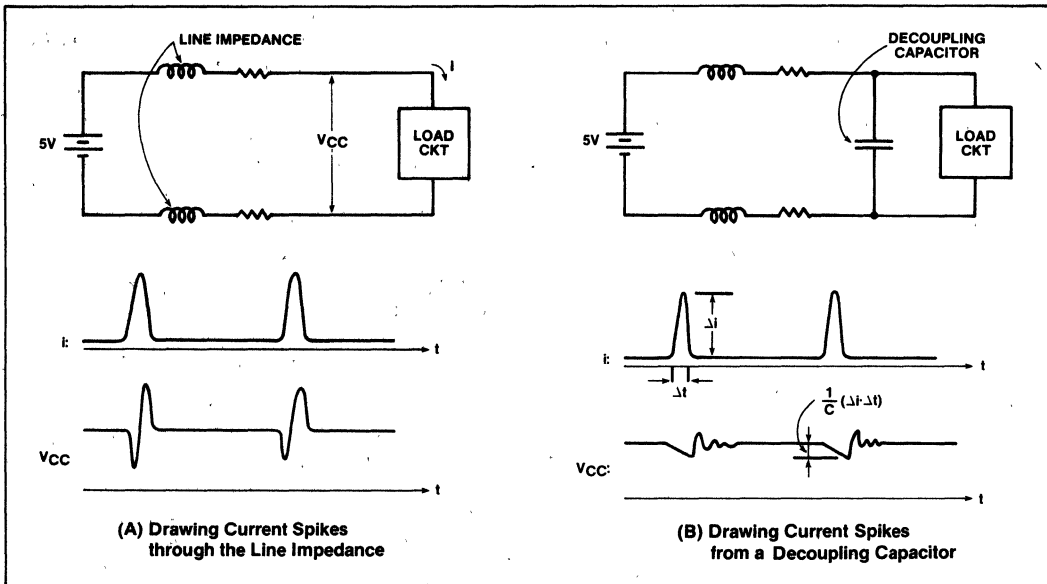 LINE IMPEDANCE
i
5V
VCC
LOAD
CKT
i:
t
VCC
t
(A) Drawing Current Spikes
through the Line Impedance
DECOUPLING
CAPACITOR
5V
LOAD
CKT
Δi
i:
t
Δt
1/C (Δi·Δt)
VCC:
t
(B) Drawing Current Spikes
from a Decoupling Capacitor